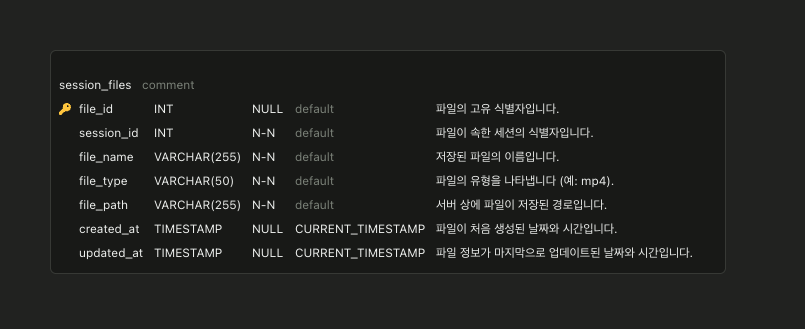 session_files comment
🔑 file_id INT NULL default 파일의 고유 식별자입니다.
session_id INT N-N default 파일이 속한 세션의 식별자입니다.
file_name VARCHAR(255) N-N default 저장된 파일의 이름입니다.
file_type VARCHAR(50) N-N default 파일의 유형을 나타냅니다 (예: mp4).
file_path VARCHAR(255) N-N default 서버 상에 파일이 저장된 경로입니다.
created_at TIMESTAMP NULL CURRENT_TIMESTAMP 파일이 처음 생성된 날짜와 시간입니다.
updated_at TIMESTAMP NULL CURRENT_TIMESTAMP 파일 정보가 마지막으로 업데이트된 날짜와 시간입니다.